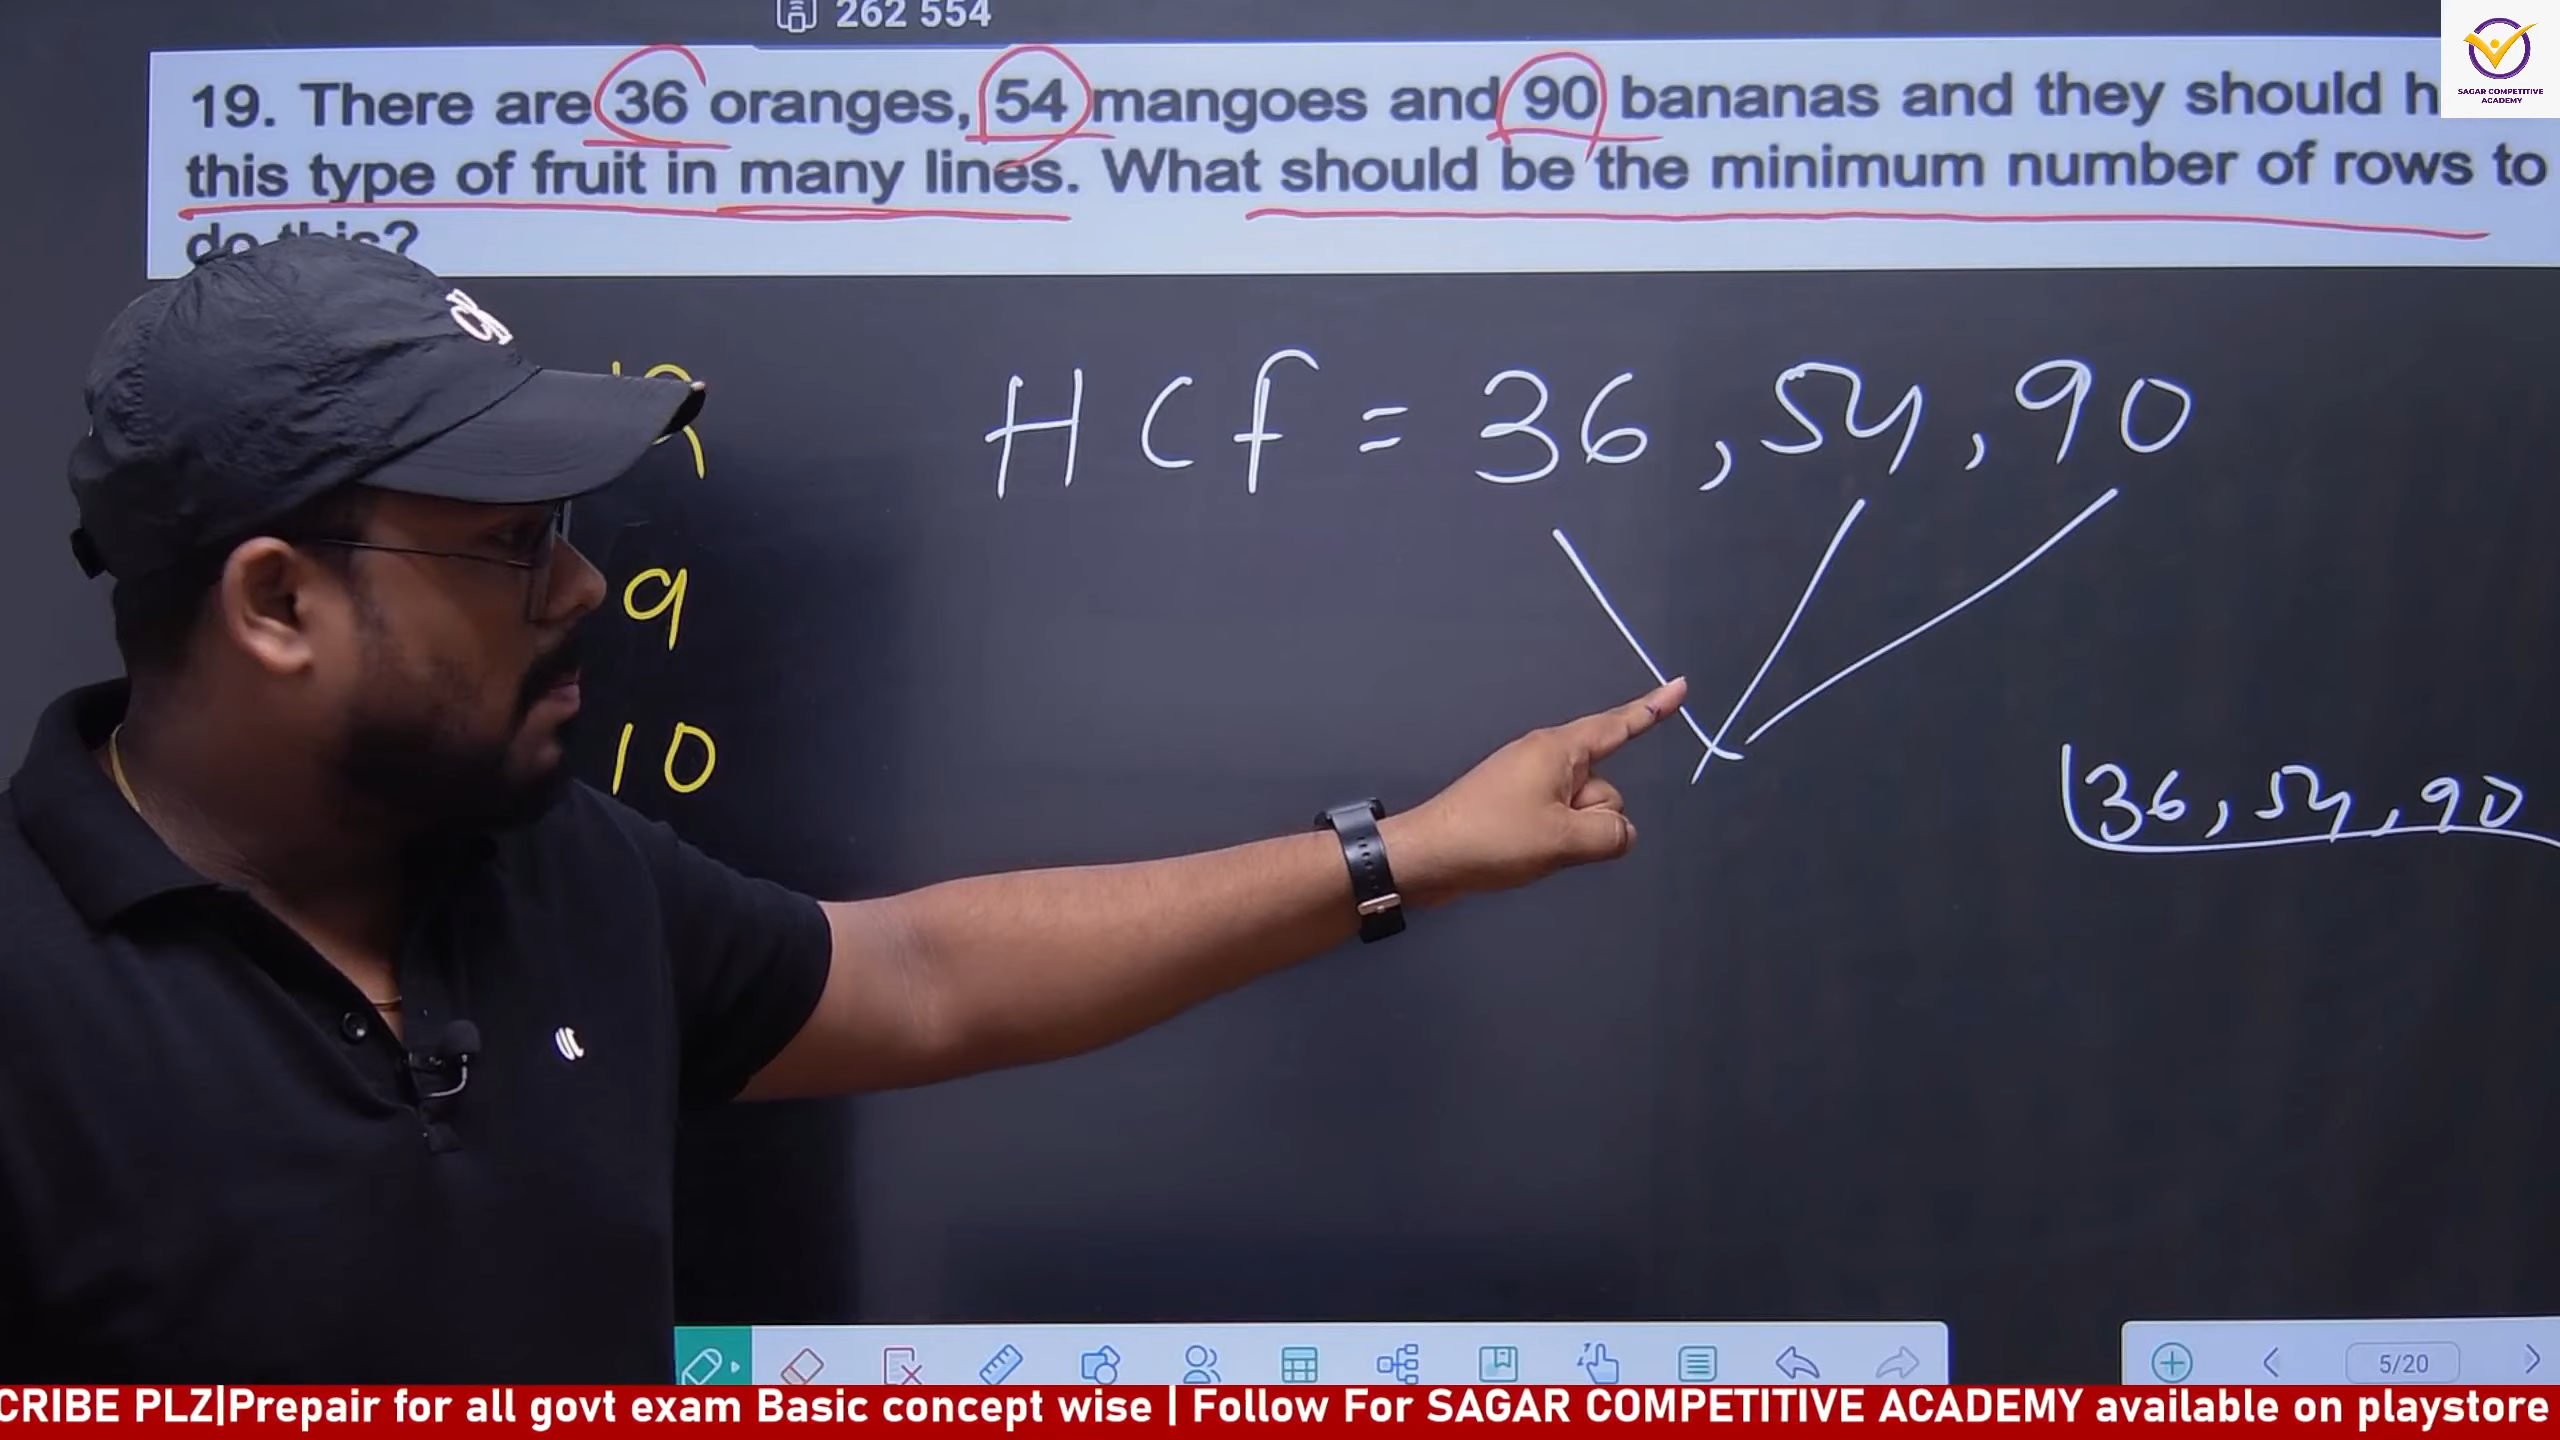 262 554
SAGAR COMPETITIVE
ACADEMY
19. There are 36 oranges, 54 mangoes and 90 bananas and they should h
this type of fruit in many lines. What should be the minimum number of rows to
do this?
HCf = 36, 54, 90
9
10
36, 54, 90
5/20
CRIBE PLZ|Prepair for all govt exam Basic concept wise | Follow For SAGAR COMPETITIVE ACADEMY available on playstore